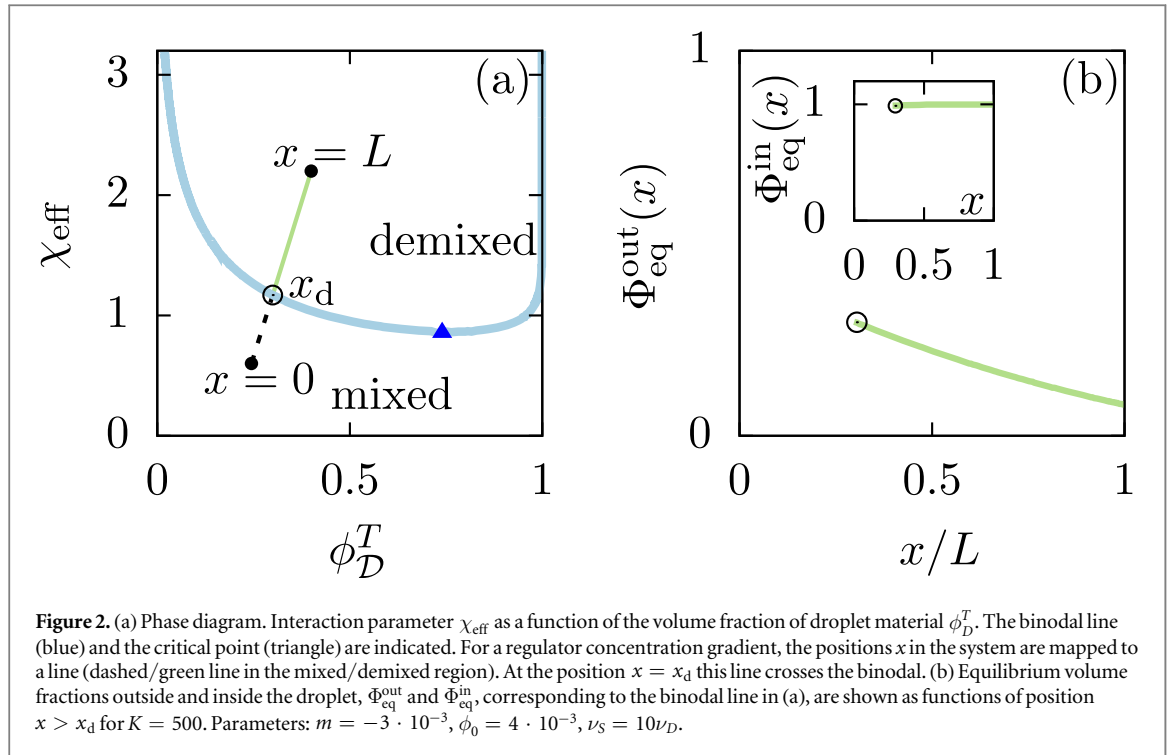 3
2
1
0
χeff
(a)
x = L
demixed
xd
x = 0
mixed
0 0.5 1
ϕ_D^T
1
0
Φ_eq^out(x)
(b)
Φ_eq^in(x)
1
0
x
0 0.5 1
0 0.5 1
x/L
Figure 2. (a) Phase diagram. Interaction parameter χeff as a function of the volume fraction of droplet material ϕ_D^T. The binodal line
(blue) and the critical point (triangle) are indicated. For a regulator concentration gradient, the positions x in the system are mapped to
a line (dashed/green line in the mixed/demixed region). At the position x = xd this line crosses the binodal. (b) Equilibrium volume
fractions outside and inside the droplet, Φ_eq^out and Φ_eq^in, corresponding to the binodal line in (a), are shown as functions of position
x > xd for K = 500. Parameters: m = −3 · 10⁻³, ϕ₀ = 4 · 10⁻³, νS = 10νD.